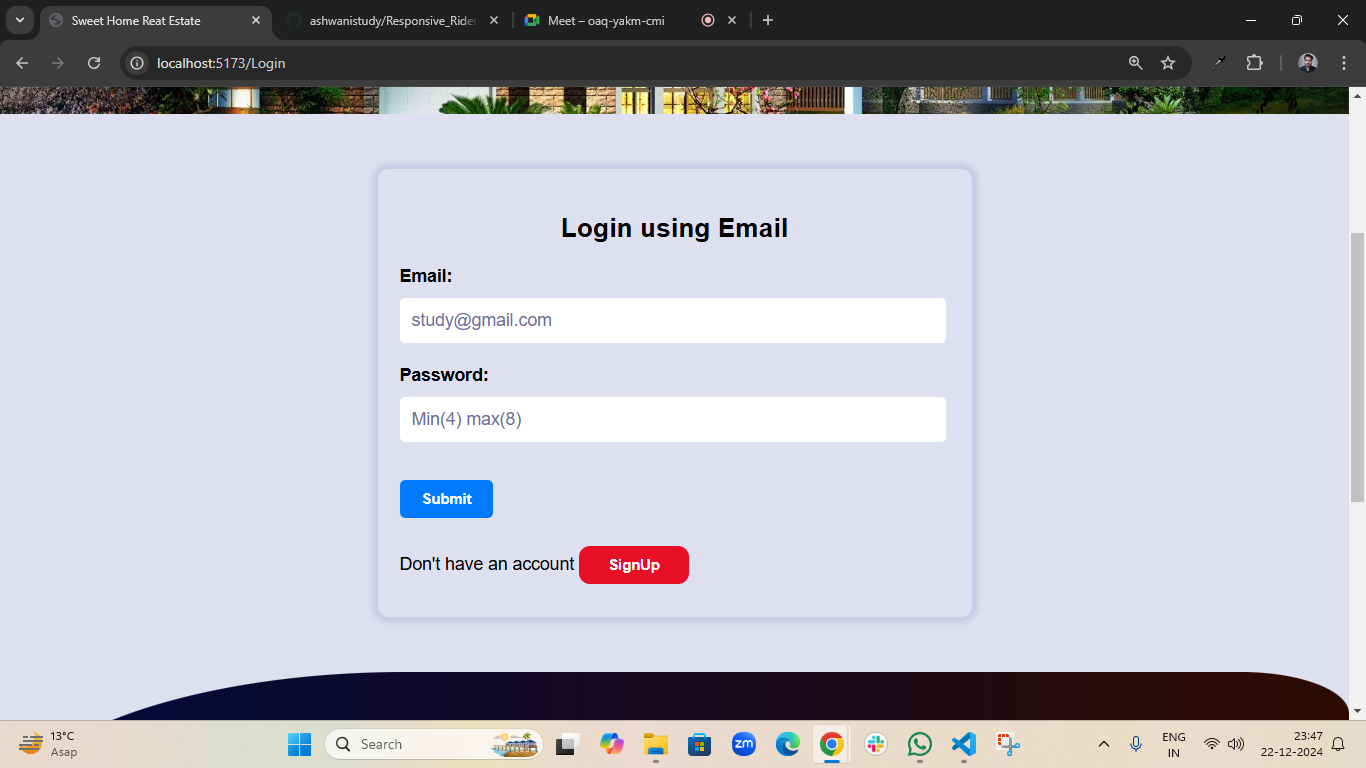 Sweet Home Reat Estate
ashwanistudy/Responsive_Rider
Meet – oaq-yakm-cmi
localhost:5173/Login
Login using Email
Email:
study@gmail.com
Password:
Min(4) max(8)
Submit
Don't have an account SignUp
13°C
Asap
Search
zm
ENG
IN
23:47
22-12-2024